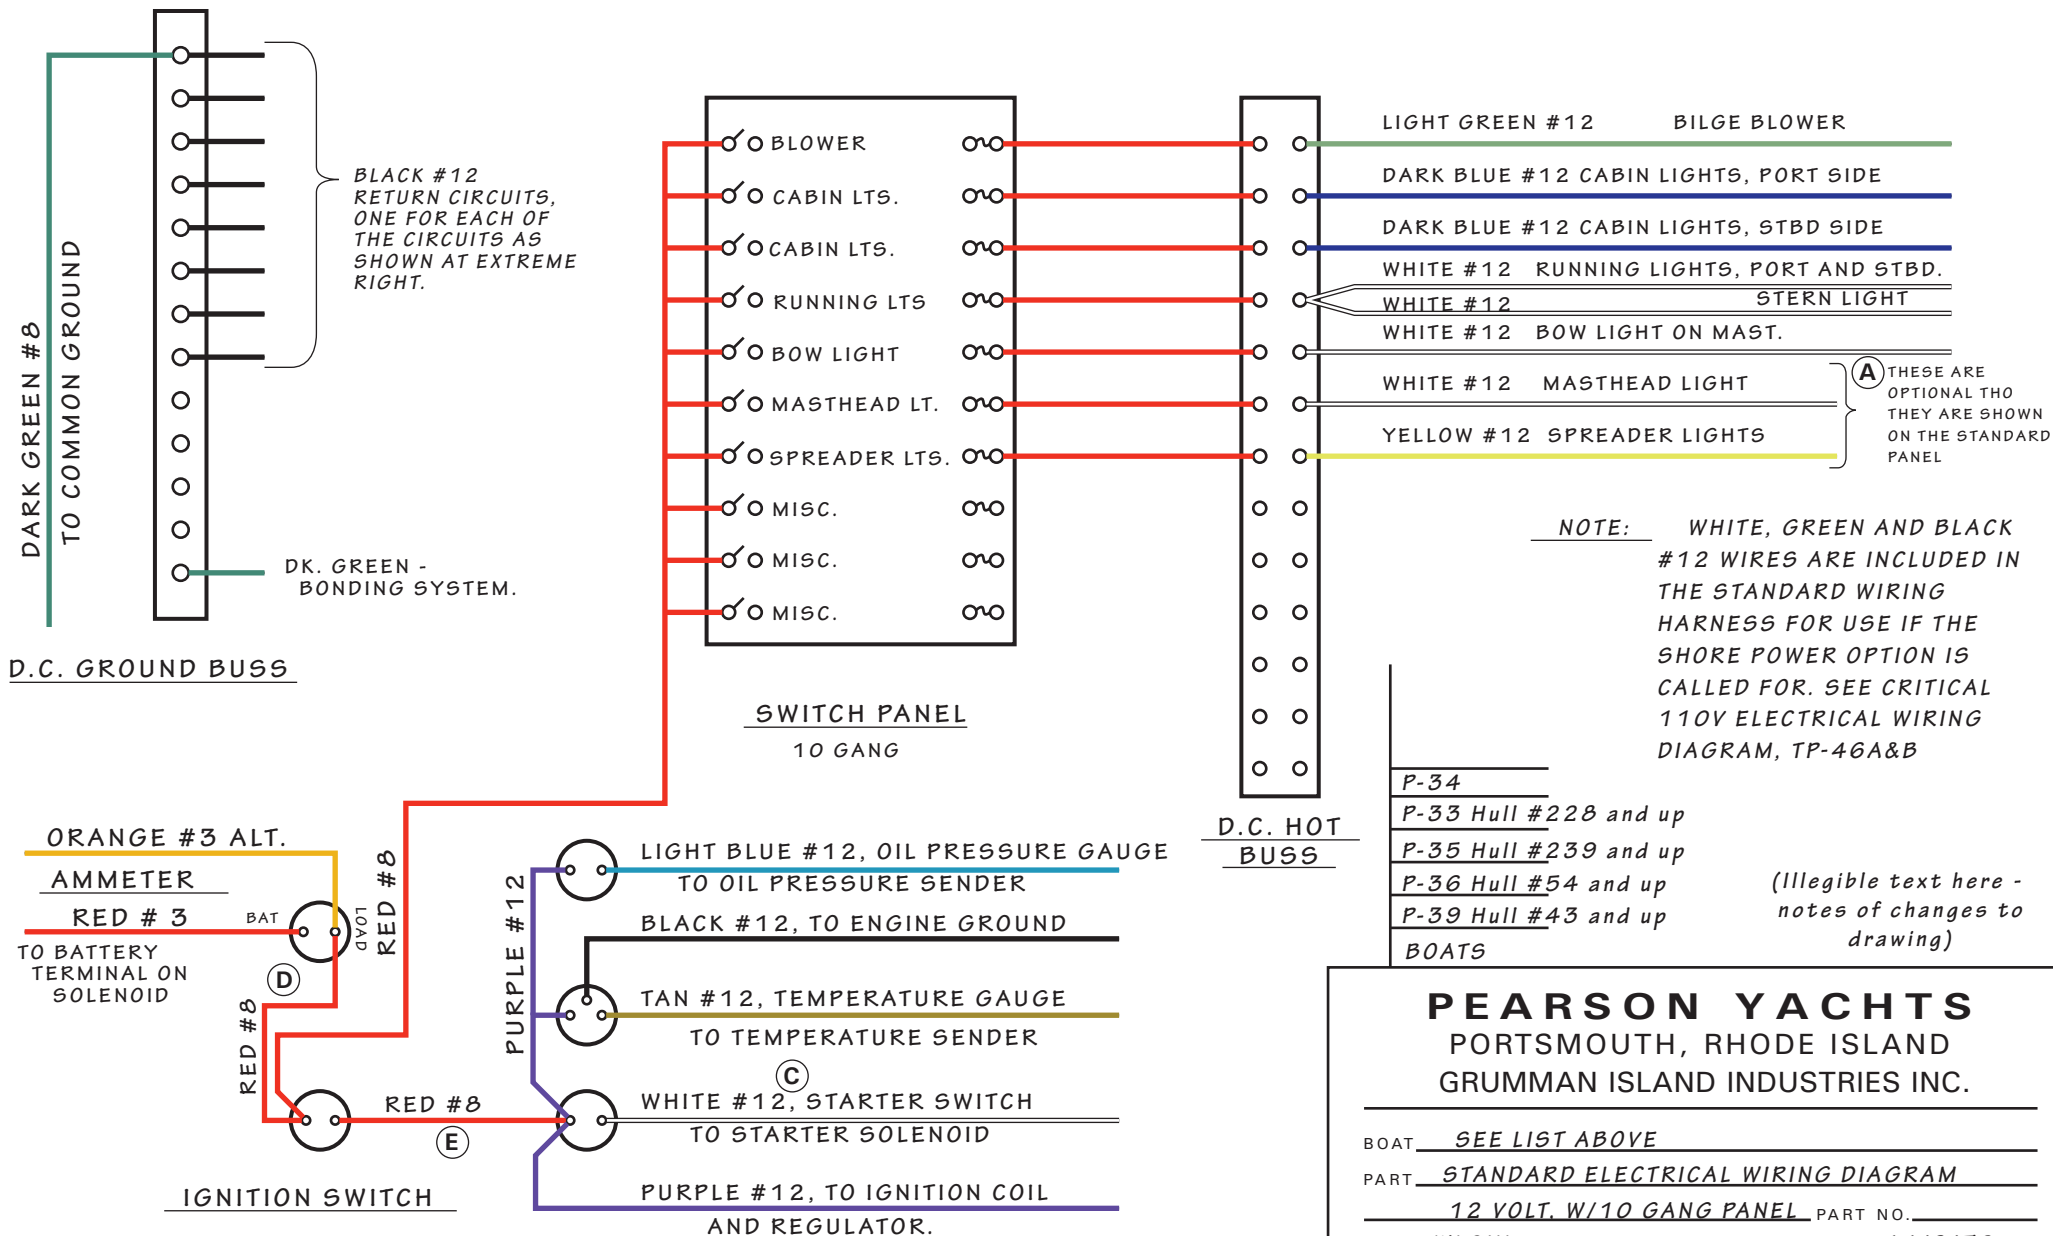 BLACK #12
RETURN CIRCUITS,
ONE FOR EACH OF
THE CIRCUITS AS
SHOWN AT EXTREME
RIGHT.
DARK GREEN #8
TO COMMON GROUND
DK. GREEN -
BONDING SYSTEM.
D.C. GROUND BUSS
BLOWER
CABIN LTS.
CABIN LTS.
RUNNING LTS
BOW LIGHT
MASTHEAD LT.
SPREADER LTS.
MISC.
MISC.
MISC.
SWITCH PANEL
10 GANG
LIGHT GREEN #12 BILGE BLOWER
DARK BLUE #12 CABIN LIGHTS, PORT SIDE
DARK BLUE #12 CABIN LIGHTS, STBD SIDE
WHITE #12 RUNNING LIGHTS, PORT AND STBD.
WHITE #12 STERN LIGHT
WHITE #12 BOW LIGHT ON MAST.
WHITE #12 MASTHEAD LIGHT
YELLOW #12 SPREADER LIGHTS
A THESE ARE
OPTIONAL THO
THEY ARE SHOWN
ON THE STANDARD
PANEL
D.C. HOT
BUSS
NOTE: WHITE, GREEN AND BLACK
#12 WIRES ARE INCLUDED IN
THE STANDARD WIRING
HARNESS FOR USE IF THE
SHORE POWER OPTION IS
CALLED FOR. SEE CRITICAL
110V ELECTRICAL WIRING
DIAGRAM, TP-46A&B
ORANGE #3 ALT.
AMMETER
RED # 3
BAT
LOAD
TO BATTERY
TERMINAL ON
SOLENOID
D
RED #8
RED #8
RED #8
E
IGNITION SWITCH
PURPLE #12
LIGHT BLUE #12, OIL PRESSURE GAUGE
TO OIL PRESSURE SENDER
BLACK #12, TO ENGINE GROUND
TAN #12, TEMPERATURE GAUGE
TO TEMPERATURE SENDER
C
WHITE #12, STARTER SWITCH
TO STARTER SOLENOID
PURPLE #12, TO IGNITION COIL
AND REGULATOR.
P-34
P-33 Hull #228 and up
P-35 Hull #239 and up
P-36 Hull #54 and up
P-39 Hull #43 and up
BOATS
(Illegible text here -
notes of changes to
drawing)
PEARSON YACHTS
PORTSMOUTH, RHODE ISLAND
GRUMMAN ISLAND INDUSTRIES INC.
BOAT SEE LIST ABOVE
PART STANDARD ELECTRICAL WIRING DIAGRAM
12 VOLT. W/10 GANG PANEL PART NO.